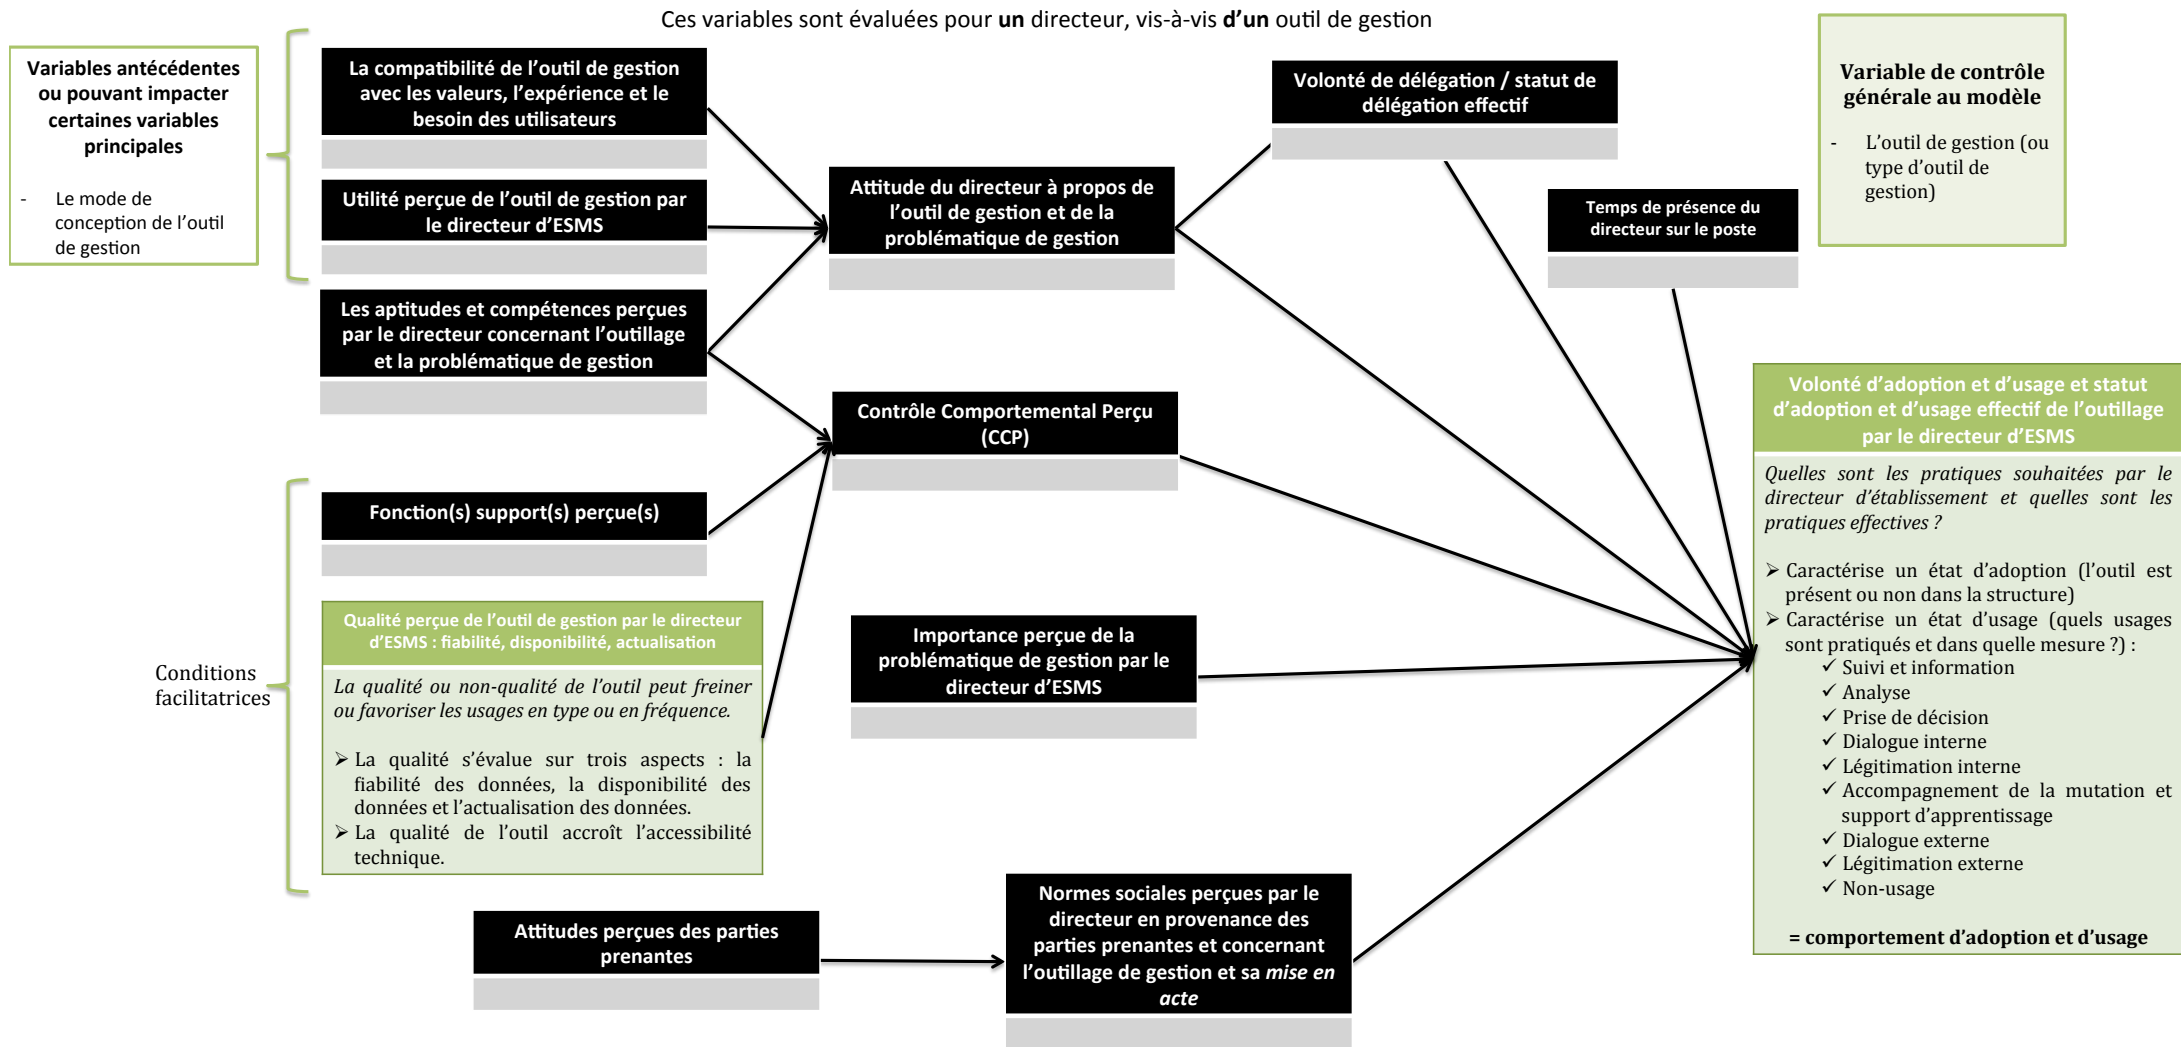 Ces variables sont évaluées pour un directeur, vis-à-vis d’un outil de gestion
Variables antécédentes
ou pouvant impacter
certaines variables
principales
- Le mode de
conception de l’outil
de gestion
La compatibilité de l’outil de gestion
avec les valeurs, l’expérience et le
besoin des utilisateurs
Utilité perçue de l’outil de gestion par
le directeur d’ESMS
Les aptitudes et compétences perçues
par le directeur concernant l’outillage
et la problématique de gestion
Conditions
facilitatrices
Fonction(s) support(s) perçue(s)
Qualité perçue de l’outil de gestion par le directeur
d’ESMS : fiabilité, disponibilité, actualisation
La qualité ou non-qualité de l’outil peut freiner
ou favoriser les usages en type ou en fréquence.
➢ La qualité s’évalue sur trois aspects : la
fiabilité des données, la disponibilité des
données et l’actualisation des données.
➢ La qualité de l’outil accroît l’accessibilité
technique.
Attitudes perçues des parties
prenantes
Attitude du directeur à propos de
l’outil de gestion et de la
problématique de gestion
Contrôle Comportemental Perçu
(CCP)
Importance perçue de la
problématique de gestion par le
directeur d’ESMS
Normes sociales perçues par le
directeur en provenance des
parties prenantes et concernant
l’outillage de gestion et sa mise en
acte
Volonté de délégation / statut de
délégation effectif
Temps de présence du
directeur sur le poste
Variable de contrôle
générale au modèle
- L’outil de gestion (ou
type d’outil de
gestion)
Volonté d’adoption et d’usage et statut
d’adoption et d’usage effectif de l’outillage
par le directeur d’ESMS
Quelles sont les pratiques souhaitées par le
directeur d’établissement et quelles sont les
pratiques effectives ?
➢ Caractérise un état d’adoption (l’outil est
présent ou non dans la structure)
➢ Caractérise un état d’usage (quels usages
sont pratiqués et dans quelle mesure ?) :
✓ Suivi et information
✓ Analyse
✓ Prise de décision
✓ Dialogue interne
✓ Légitimation interne
✓ Accompagnement de la mutation et
support d’apprentissage
✓ Dialogue externe
✓ Légitimation externe
✓ Non-usage
= comportement d’adoption et d’usage